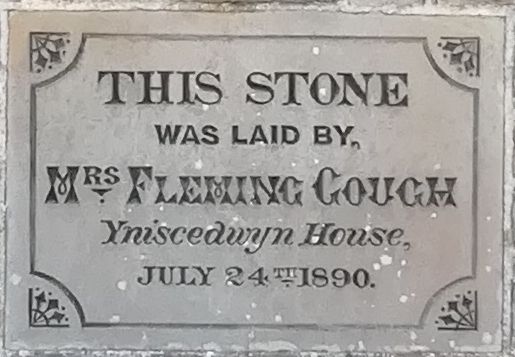 THIS STONE
WAS LAID BY,
MRS FLEMING GOUGH
Yniscedwyn House,
JULY 24TH 1890.